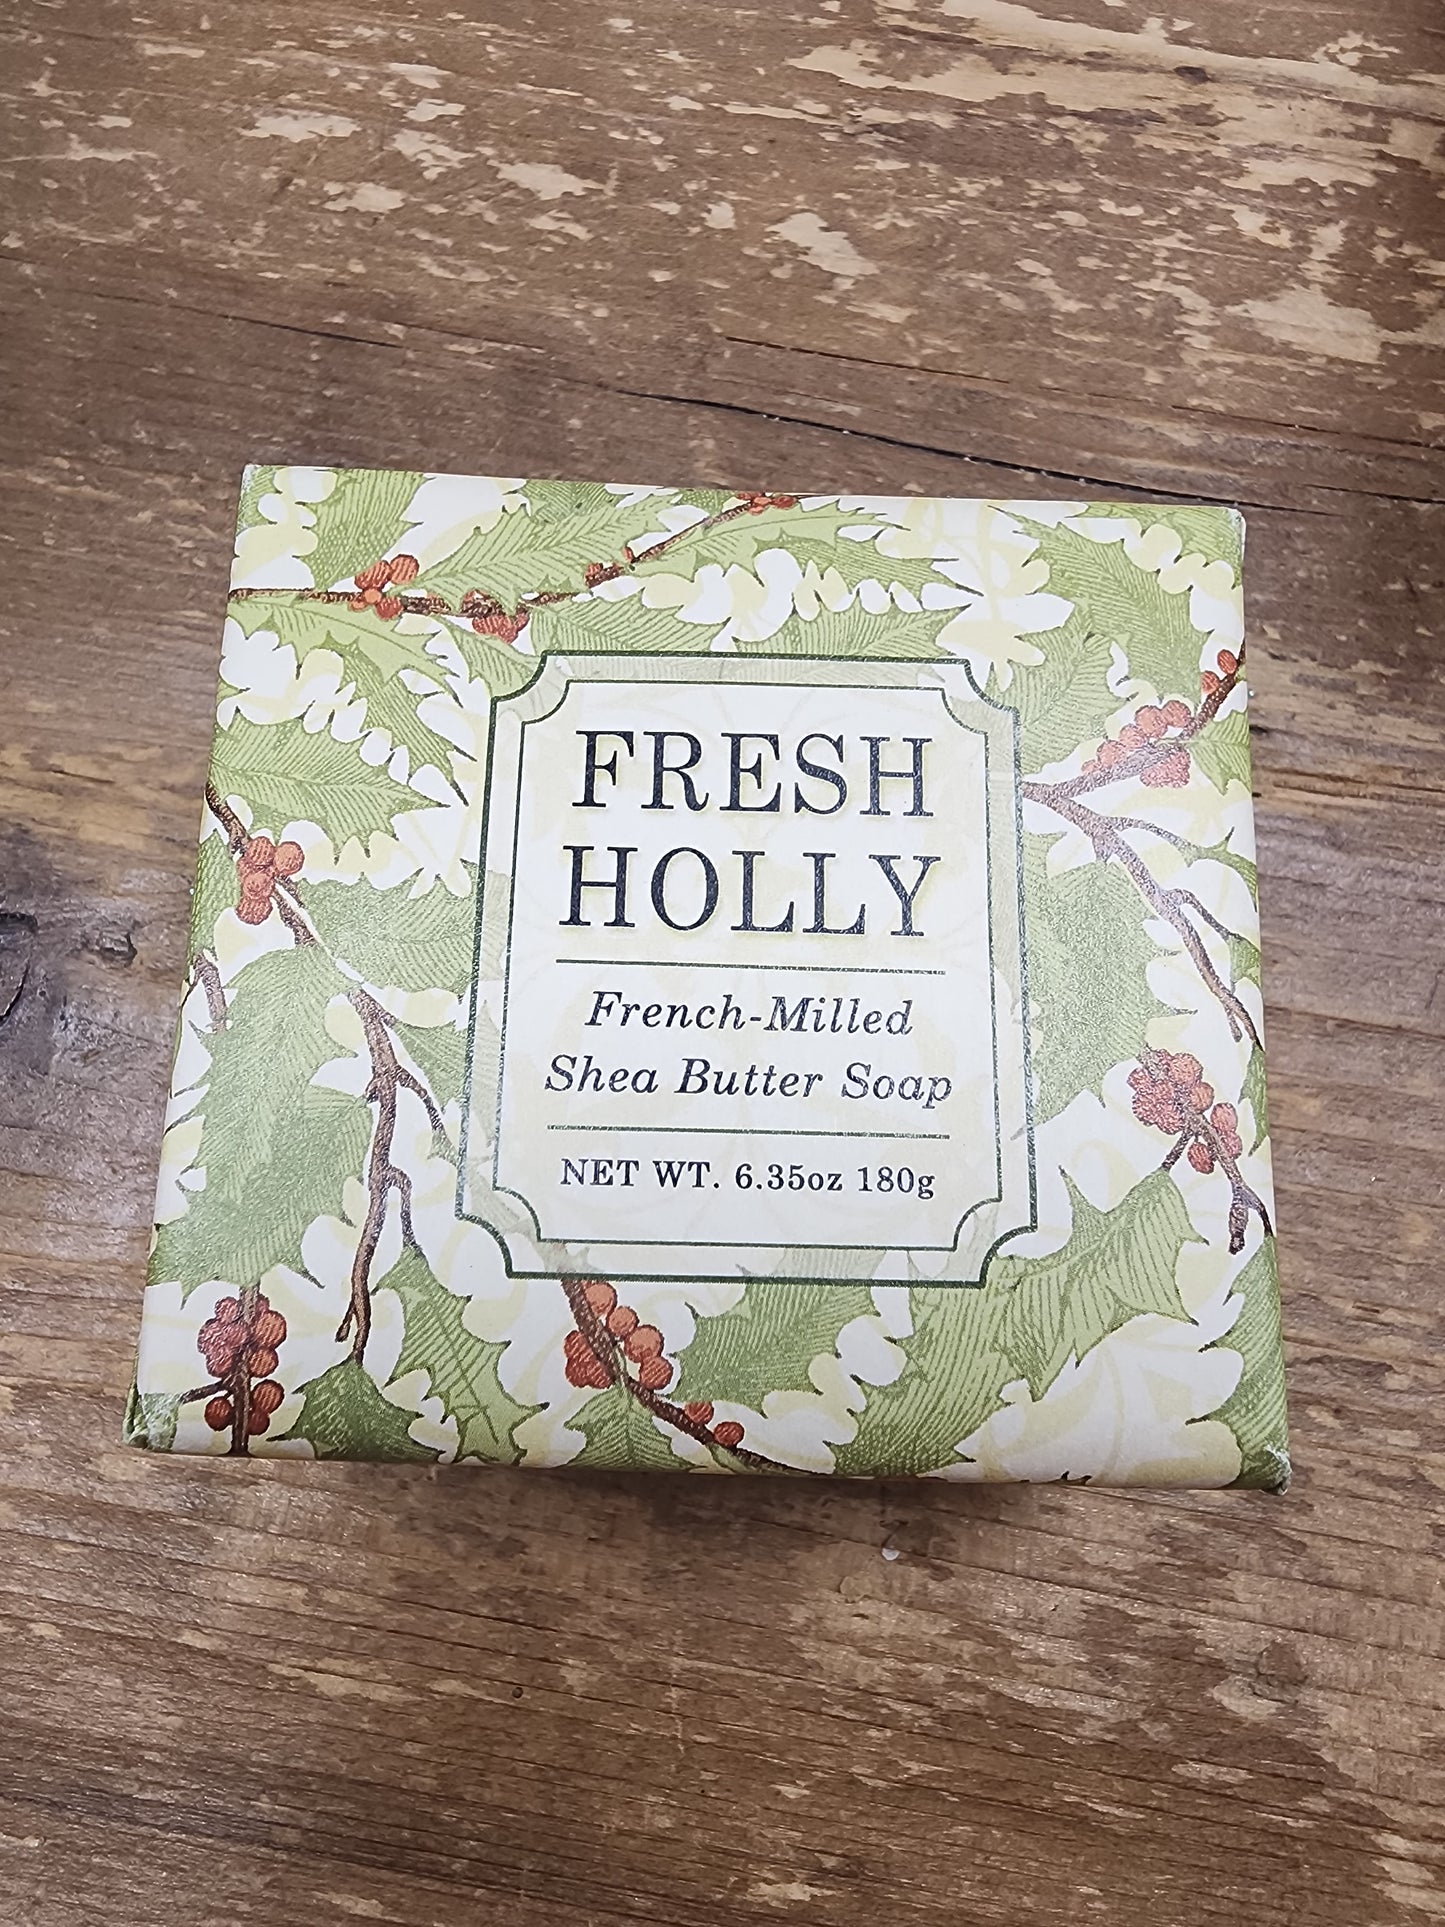 FRESH
HOLLY
French-Milled
Shea Butter Soap
NET WT. 6.35oz 180g